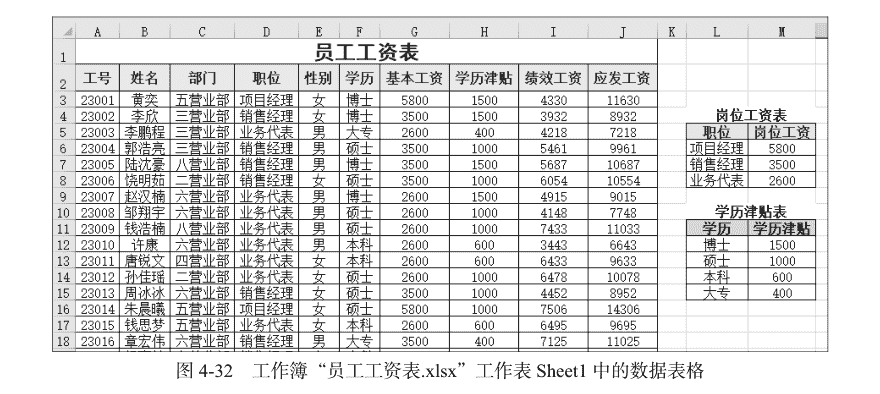 A B C D E F G H I J K L M
1 员工工资表
2 工号 姓名 部门 职位 性别 学历 基本工资 学历津贴 绩效工资 应发工资
3 23001 黄奕 五营业部 项目经理 女 博士 5800 1500 4330 11630
4 23002 李欣 三营业部 销售经理 女 博士 3500 1500 3932 8932 岗位工资表
5 23003 李鹏程 三营业部 业务代表 男 大专 2600 400 4218 7218 职位 岗位工资
6 23004 郭浩亮 三营业部 销售经理 男 硕士 3500 1000 5461 9961 项目经理 5800
7 23005 陆沈豪 八营业部 销售经理 男 博士 3500 1500 5687 10687 销售经理 3500
8 23006 饶明茹 二营业部 销售经理 女 硕士 3500 1000 6054 10554 业务代表 2600
9 23007 赵汉楠 六营业部 业务代表 男 博士 2600 1500 4915 9015
10 23008 邹翔宇 六营业部 业务代表 男 硕士 2600 1000 4148 7748 学历津贴表
11 23009 钱浩楠 八营业部 业务代表 男 硕士 2600 1000 7433 11033 学历 学历津贴
12 23010 许康 六营业部 业务代表 男 本科 2600 600 3443 6643 博士 1500
13 23011 唐锐文 四营业部 业务代表 女 本科 2600 600 6433 9633 硕士 1000
14 23012 孙佳瑶 二营业部 业务代表 女 硕士 2600 1000 6478 10078 本科 600
15 23013 周冰冰 六营业部 销售经理 女 硕士 3500 1000 4452 8952 大专 400
16 23014 朱晨曦 五营业部 项目经理 女 硕士 5800 1000 7506 14306
17 23015 钱思梦 五营业部 业务代表 女 本科 2600 600 6495 9695
18 23016 章宏伟 六营业部 销售经理 男 大专 3500 400 7125 11025
图 4-32 工作簿“员工工资表.xlsx”工作表 Sheet1 中的数据表格